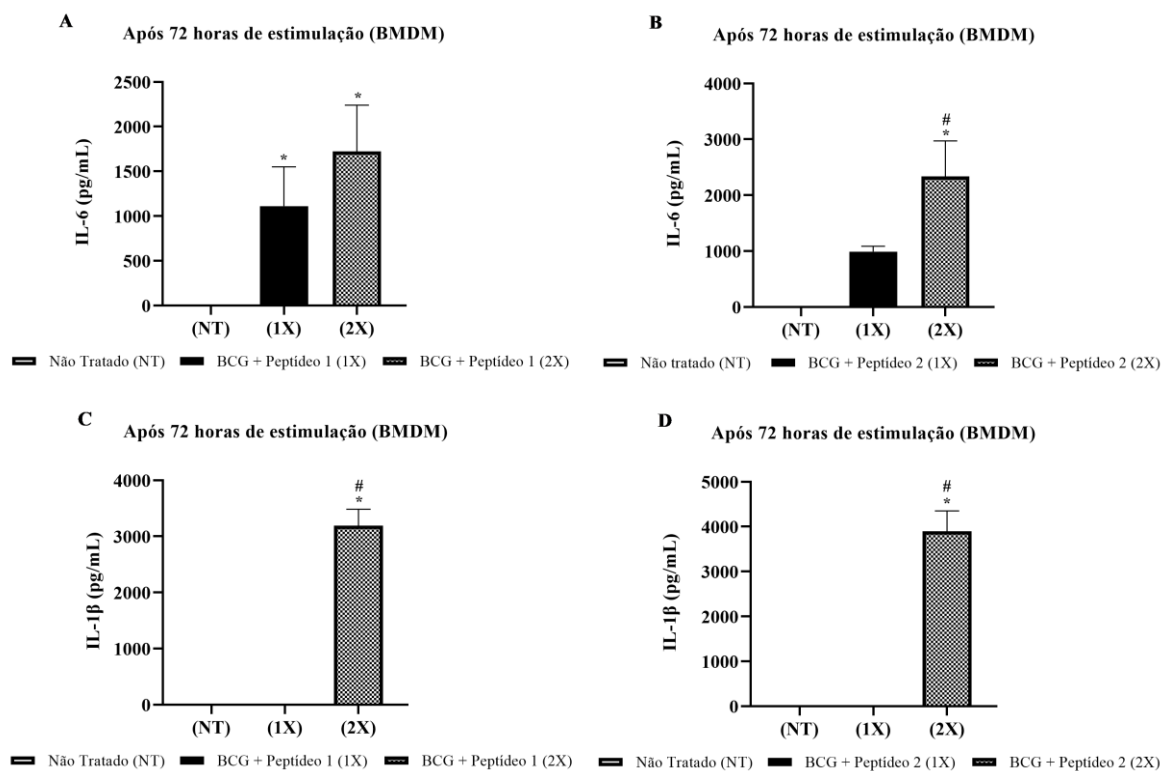 A
Após 72 horas de estimulação (BMDM)
IL-6 (pg/mL)
2500
2000
1500
1000
500
0
*
*
(NT) (1X) (2X)
Não Tratado (NT) BCG + Peptídeo 1 (1X) BCG + Peptídeo 1 (2X)
B
Após 72 horas de estimulação (BMDM)
IL-6 (pg/mL)
4000
3000
2000
1000
0
#
*
(NT) (1X) (2X)
Não tratado (NT) BCG + Peptídeo 2 (1X) BCG + Peptídeo 2 (2X)
C
Após 72 horas de estimulação (BMDM)
IL-1β (pg/mL)
4000
3000
2000
1000
0
#
*
(NT) (1X) (2X)
Não Tratado (NT) BCG + Peptídeo 1 (1X) BCG + Peptídeo 1 (2X)
D
Após 72 horas de estimulação (BMDM)
IL-1β (pg/mL)
5000
4000
3000
2000
1000
0
#
*
(NT) (1X) (2X)
Não Tratado (NT) BCG + Peptídeo 2 (1X) BCG + Peptídeo 2 (2X)